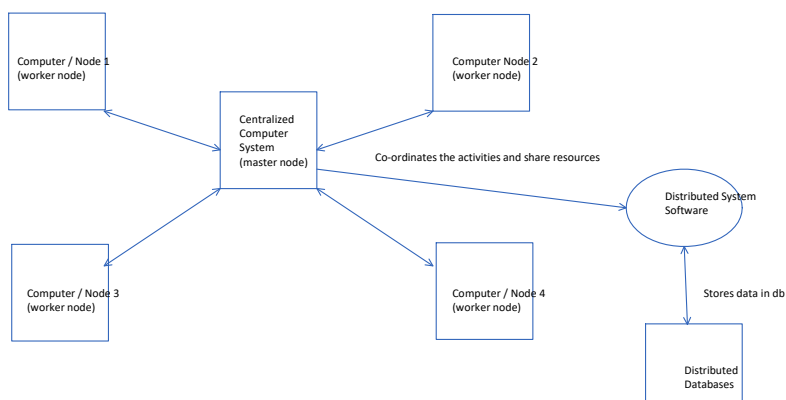 Computer / Node 1
(worker node)
Computer Node 2
(worker node)
Centralized
Computer
System
(master node)
Co-ordinates the activities and share resources
Distributed System
Software
Computer / Node 3
(worker node)
Computer / Node 4
(worker node)
Stores data in db
Distributed
Databases